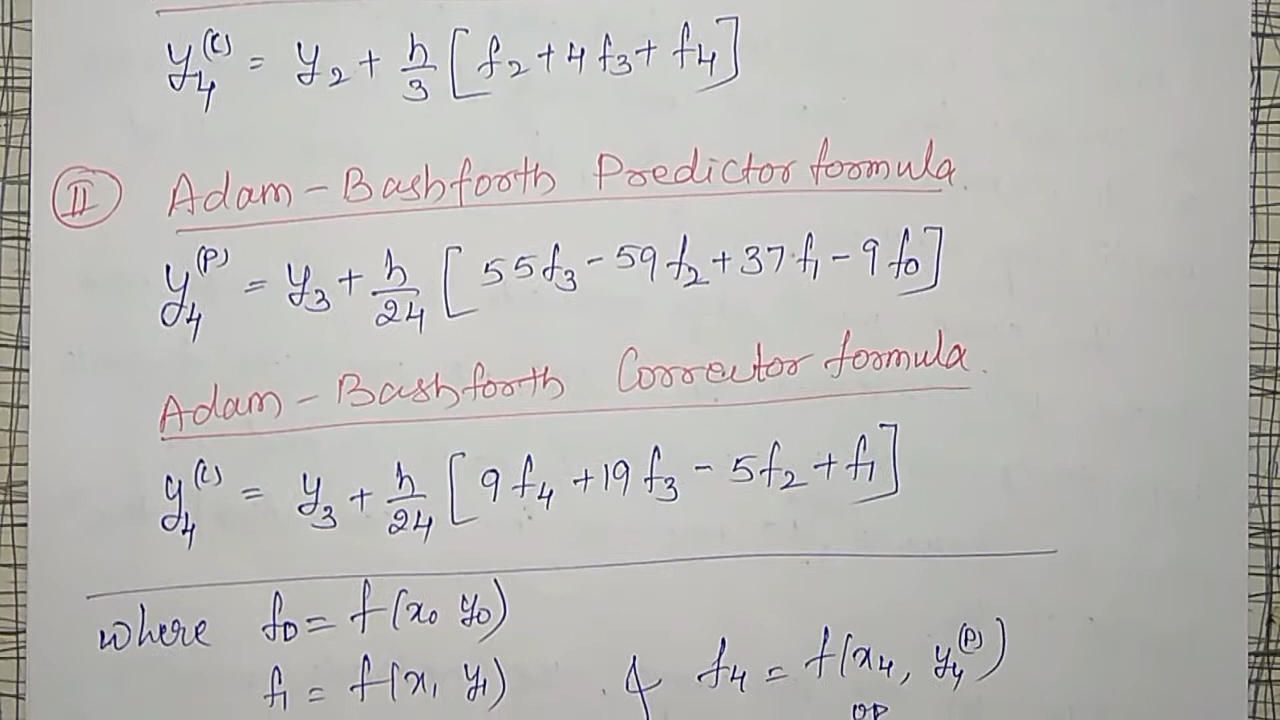 y₄⁽ᶜ⁾ = y₂ + h/3 [f₂ + 4f₃ + f₄]
II Adam-Bashforth Predictor formula.
y₄⁽ᴾ⁾ = y₃ + h/24 [55f₃ - 59f₂ + 37f₁ - 9f₀]
Adam-Bashforth Corrector formula.
y₄⁽ᶜ⁾ = y₃ + h/24 [9f₄ + 19f₃ - 5f₂ + f₁]
where f₀ = f(x₀ y₀)
f₁ = f(x₁ y₁) & f₄ = f(x₄, y₄⁽ᴾ⁾)
or